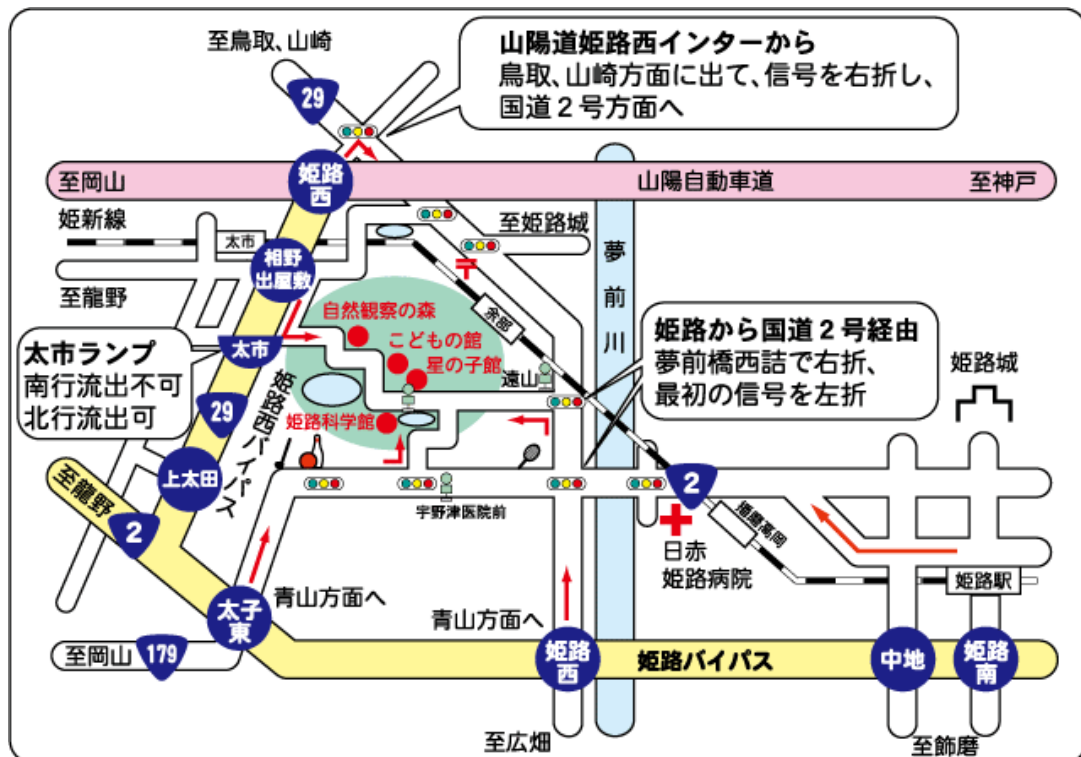 至鳥取、山崎
山陽道姫路西インターから
鳥取、山崎方面に出て、信号を右折し、
国道2号方面へ
29
至岡山
姫路
西
山陽自動車道
至神戸
姫新線
太市
至姫路城
相野
出屋敷
至龍野
夢
前
川
自然観察の森
こどもの館
星の子館
余部
遠山
姫路科学館
太市ランプ
南行流出不可
北行流出可
太市
29
姫路西バイパス
姫路から国道2号経由
夢前橋西詰で右折、
最初の信号を左折
姫路城
上太田
至龍野
2
宇野津医院前
2
播磨高岡
日赤
姫路病院
姫路駅
太子
東
青山方面へ
青山方面へ
至岡山
179
姫路
西
姫路バイパス
中地
姫路
南
至広畑
至飾磨